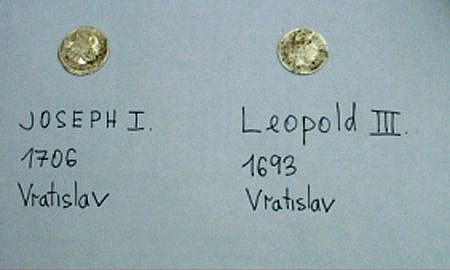 JOSEPH I.
1706
Vratislav
Leopold III.
1693
Vratislav